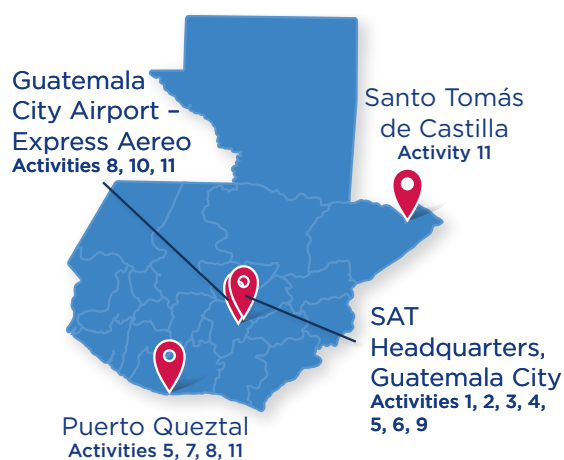 Guatemala
City Airport –
Express Aereo
Activities 8, 10, 11
Santo Tomás
de Castilla
Activity 11
SAT
Headquarters,
Guatemala City
Activities 1, 2, 3, 4,
5, 6, 9
Puerto Queztal
Activities 5, 7, 8, 11